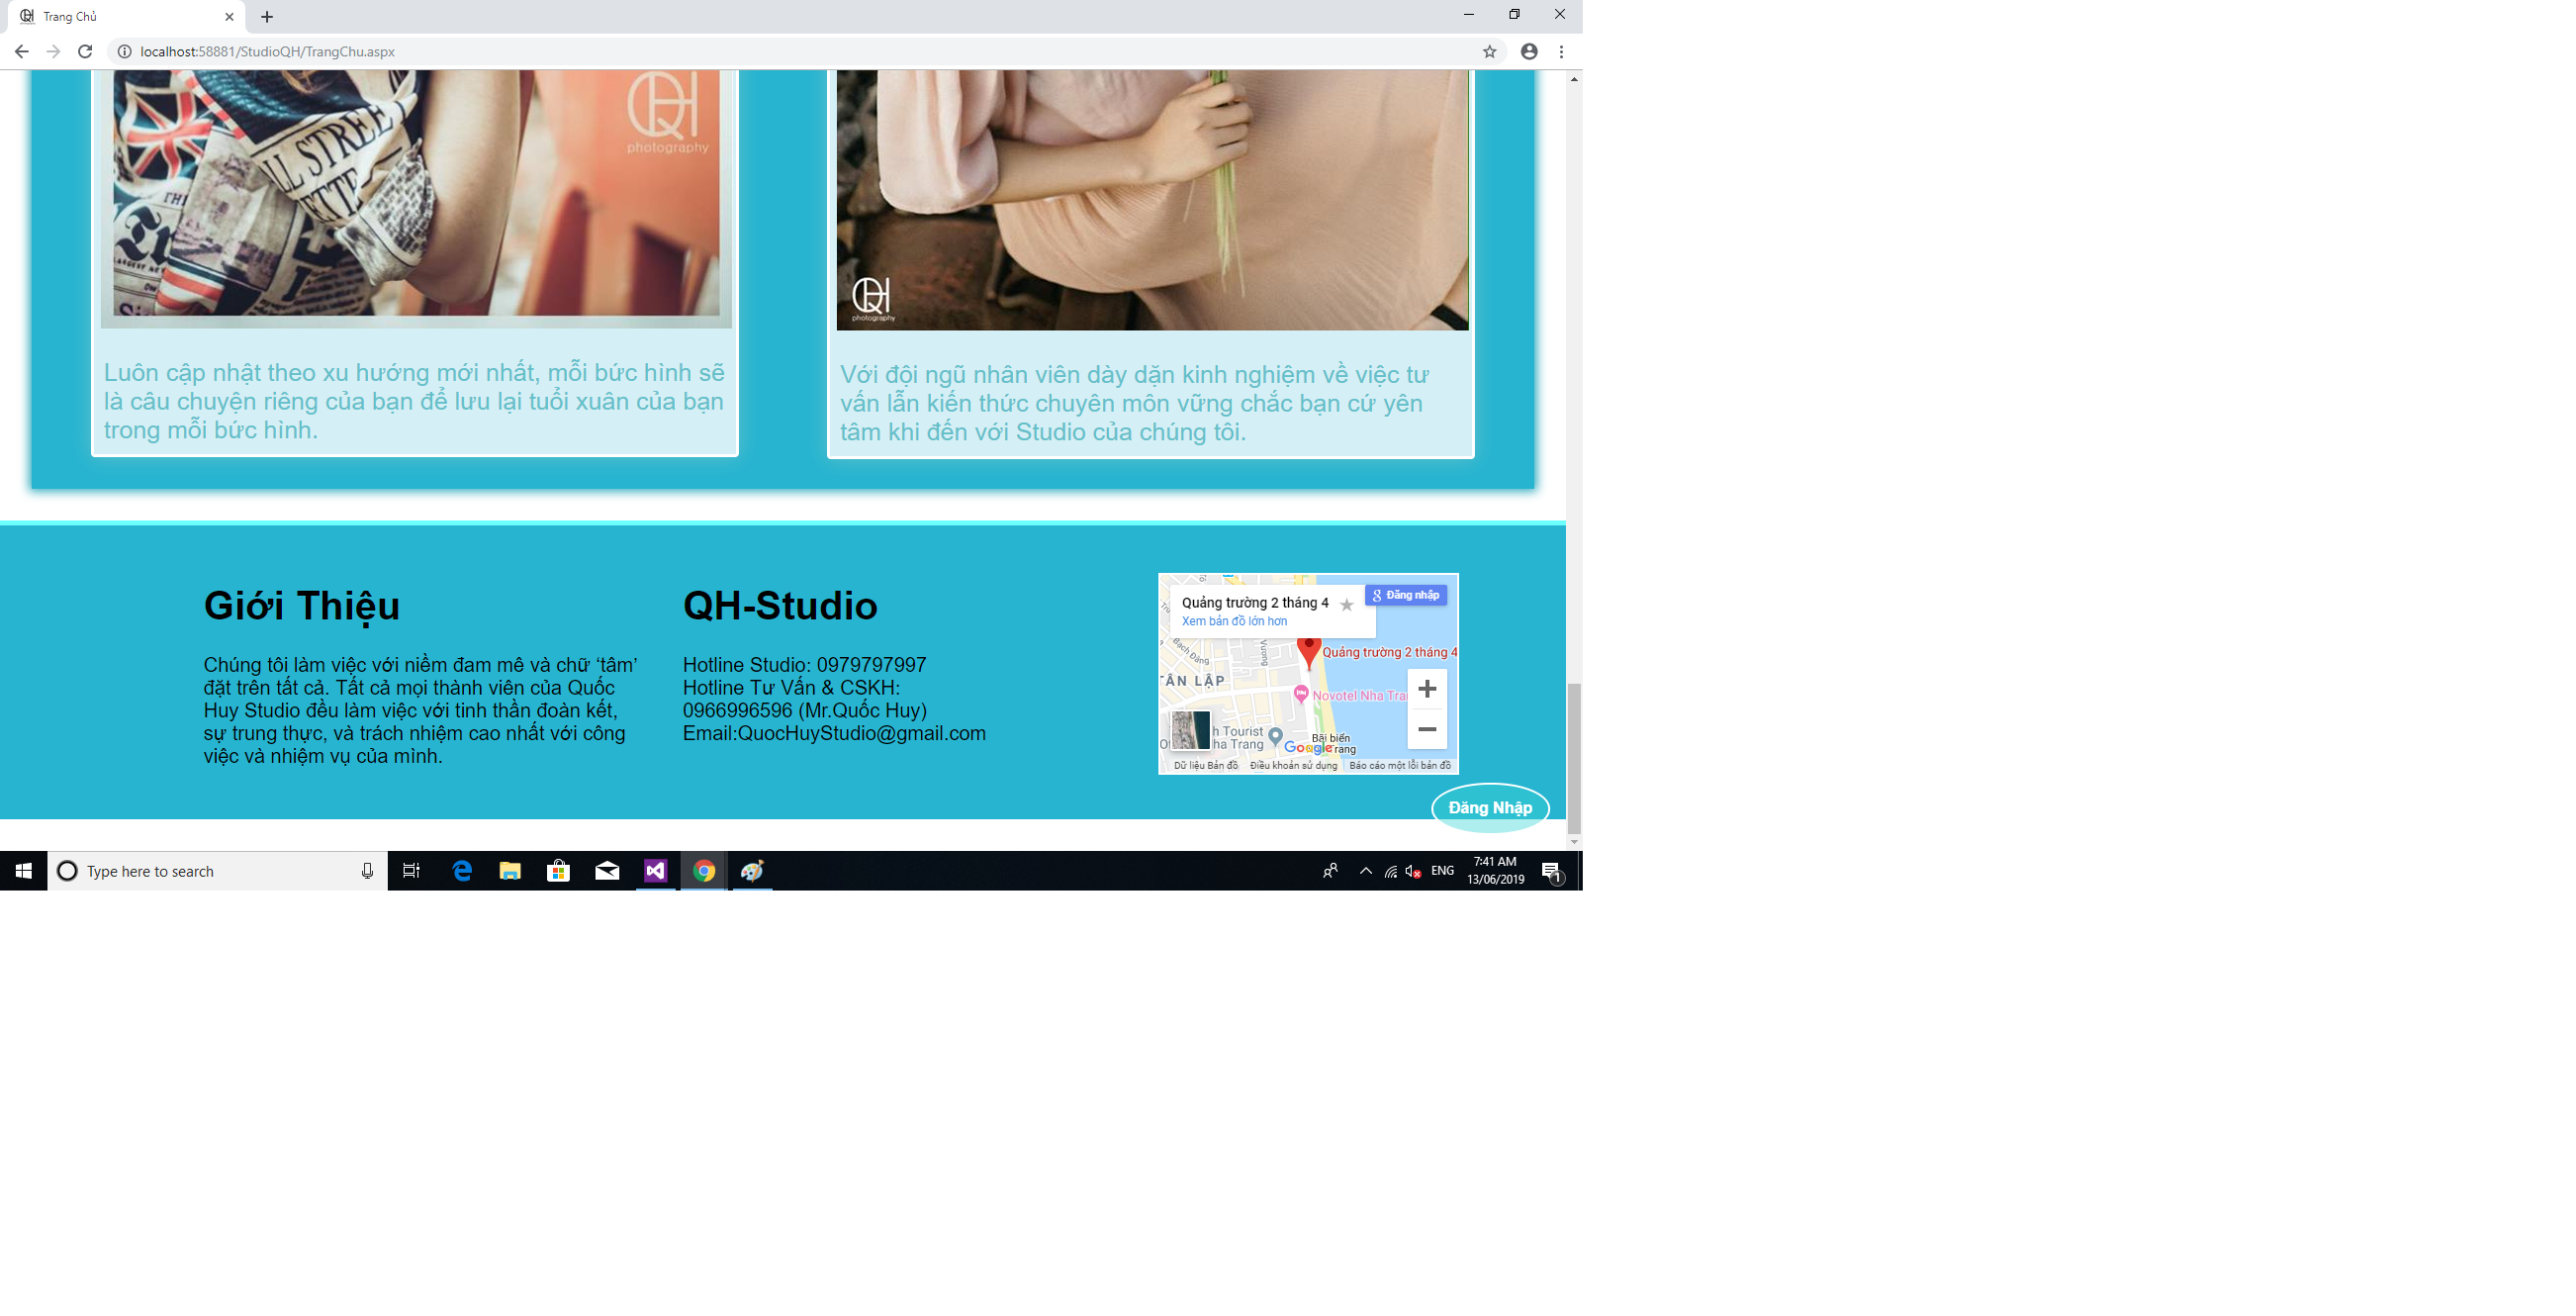 Trang Chủ
localhost:58881/StudioQH/TrangChu.aspx
QH
photography
QH
photography
Luôn cập nhật theo xu hướng mới nhất, mỗi bức hình sẽ
là câu chuyện riêng của bạn để lưu lại tuổi xuân của bạn
trong mỗi bức hình.
Với đội ngũ nhân viên dày dặn kinh nghiệm về việc tư
vấn lẫn kiến thức chuyên môn vững chắc bạn cứ yên
tâm khi đến với Studio của chúng tôi.
Giới Thiệu
Chúng tôi làm việc với niềm đam mê và chữ ‘tâm’
đặt trên tất cả. Tất cả mọi thành viên của Quốc
Huy Studio đều làm việc với tinh thần đoàn kết,
sự trung thực, và trách nhiệm cao nhất với công
việc và nhiệm vụ của mình.
QH-Studio
Hotline Studio: 0979797997
Hotline Tư Vấn & CSKH:
0966996596 (Mr.Quốc Huy)
Email:QuocHuyStudio@gmail.com
Quảng trường 2 tháng 4
Xem bản đồ lớn hơn
Đăng nhập
Bạch Đằng
Vương
Quảng trường 2 tháng 4
TÂN LẬP
Novotel Nha Tra
h Tourist
ha Trang
Google
Bãi biển
Trang
Dữ liệu Bản đồ
Điều khoản sử dụng
Báo cáo một lỗi bản đồ
Đăng Nhập
Type here to search
ENG
7:41 AM
13/06/2019
1